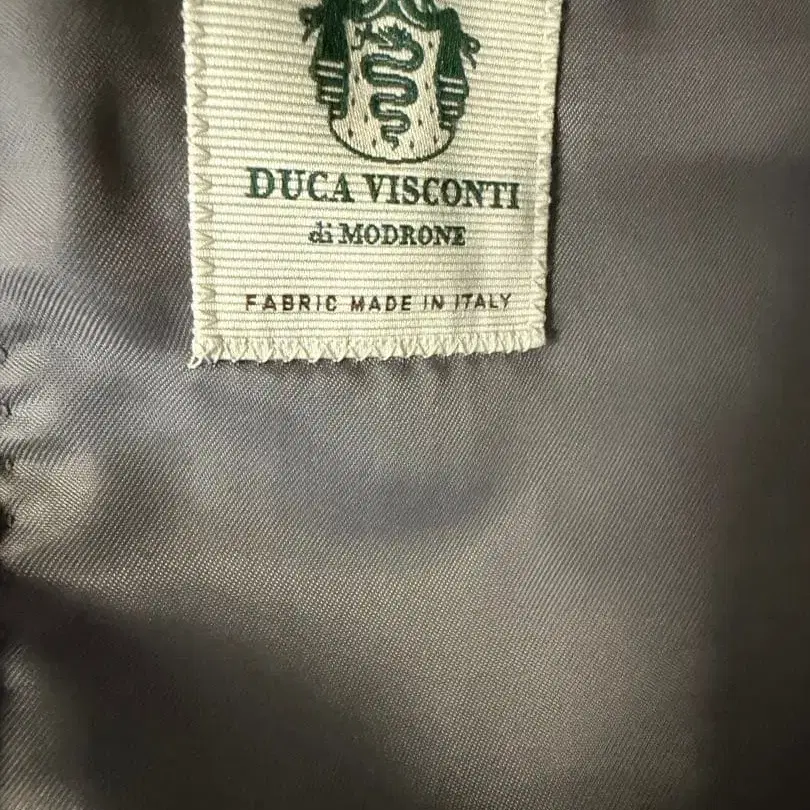 DUCA VISCONTI
di MODRONE
FABRIC MADE IN ITALY